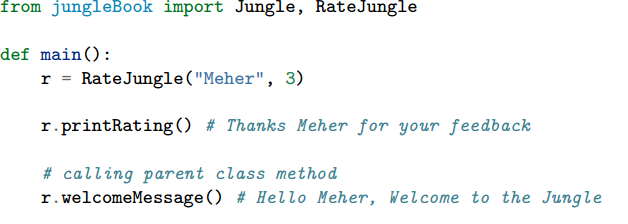 from jungleBook import Jungle, RateJungle
def main():
    r = RateJungle("Meher", 3)
    r.printRating() # Thanks Meher for your feedback
    # calling parent class method
    r.welcomeMessage() # Hello Meher, Welcome to the Jungle